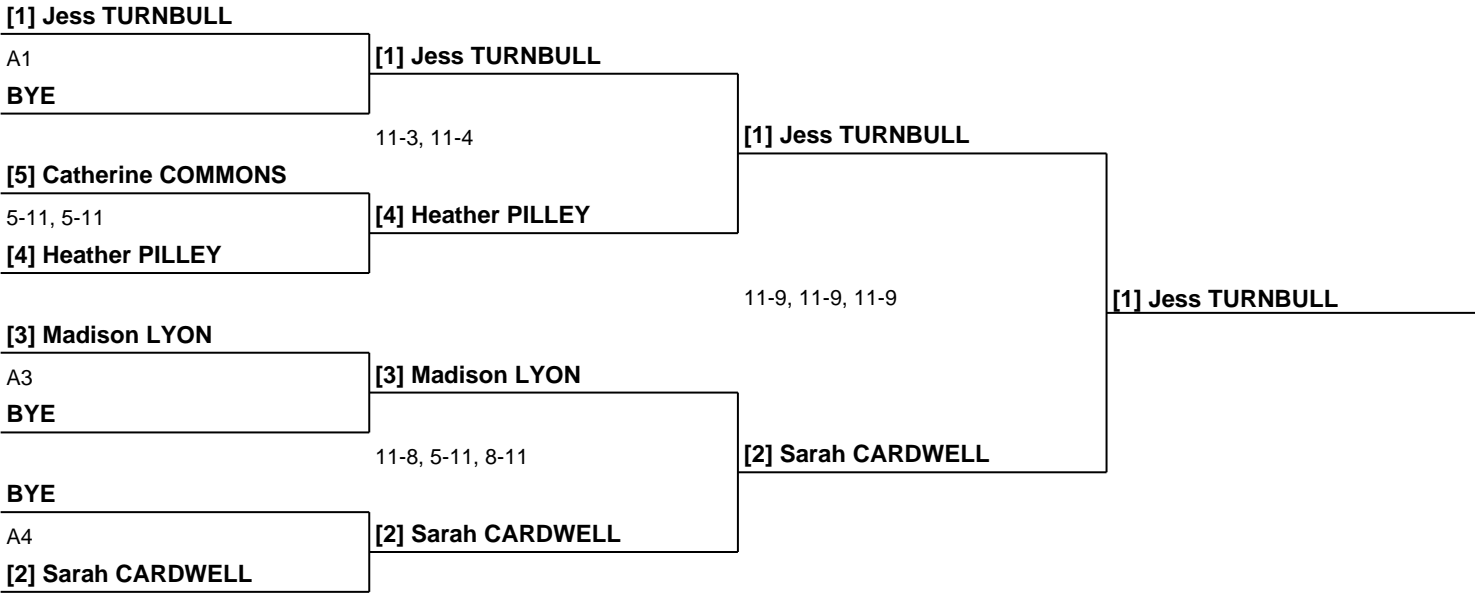 [1] Jess TURNBULL
A1
[1] Jess TURNBULL
BYE
11-3, 11-4
[1] Jess TURNBULL
[5] Catherine COMMONS
5-11, 5-11
[4] Heather PILLEY
[4] Heather PILLEY
11-9, 11-9, 11-9
[1] Jess TURNBULL
[3] Madison LYON
A3
[3] Madison LYON
BYE
11-8, 5-11, 8-11
[2] Sarah CARDWELL
BYE
A4
[2] Sarah CARDWELL
[2] Sarah CARDWELL